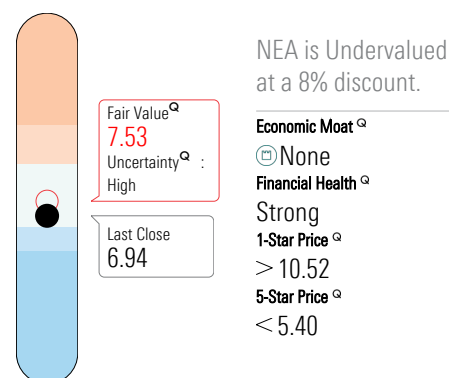 NEA is Undervalued
at a 8% discount.
Fair Value Q
7.53
Uncertainty Q :
High
Last Close
6.94
Economic Moat Q
None
Financial Health Q
Strong
1-Star Price Q
> 10.52
5-Star Price Q
< 5.40